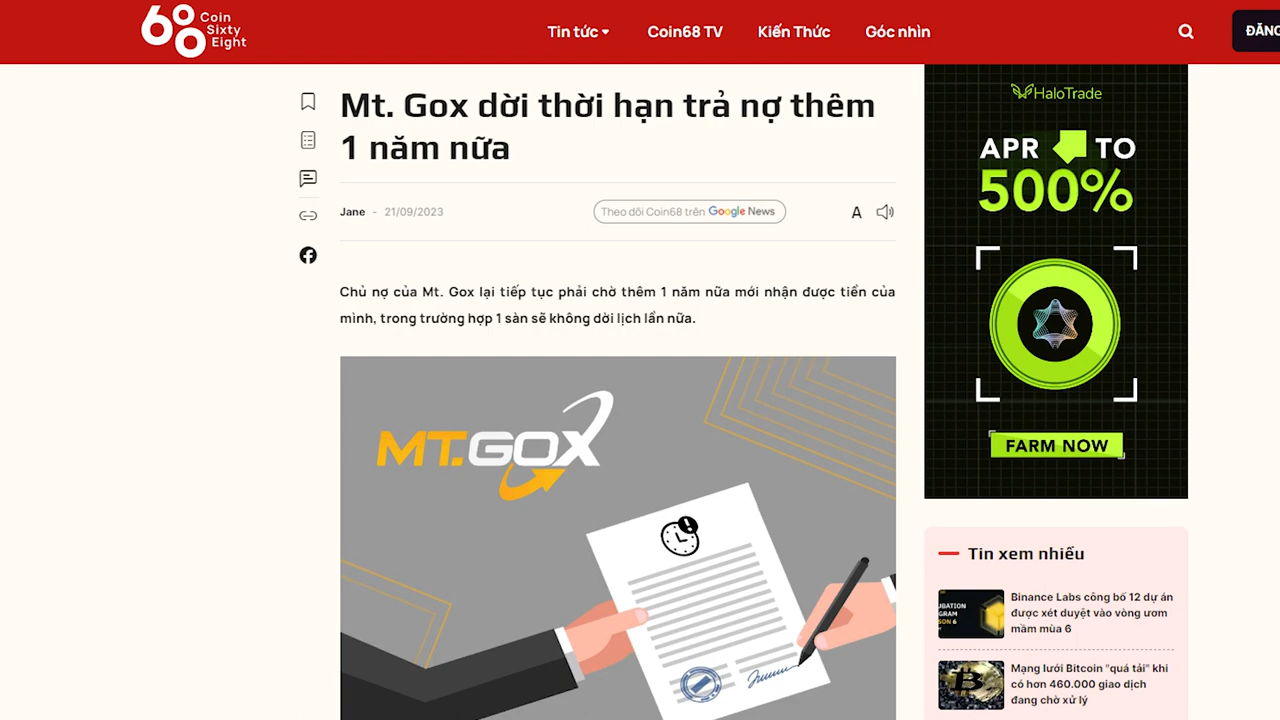 Coin
Sixty
Eight
Tin tức
Coin68 TV
Kiến Thức
Góc nhìn
ĐĂNG
Mt. Gox dời thời hạn trả nợ thêm
1 năm nữa
Jane - 21/09/2023
Theo dõi Coin68 trên Google News
A
Chủ nợ của Mt. Gox lại tiếp tục phải chờ thêm 1 năm nữa mới nhận được tiền của
mình, trong trường hợp 1 sàn sẽ không dời lịch lần nữa.
MT.GOX
HaloTrade
APR TO
500%
FARM NOW
Tin xem nhiều
Binance Labs công bố 12 dự án
được xét duyệt vào vòng ươm
mầm mùa 6
Mạng lưới Bitcoin "quá tải" khi
có hơn 460.000 giao dịch
đang chờ xử lý